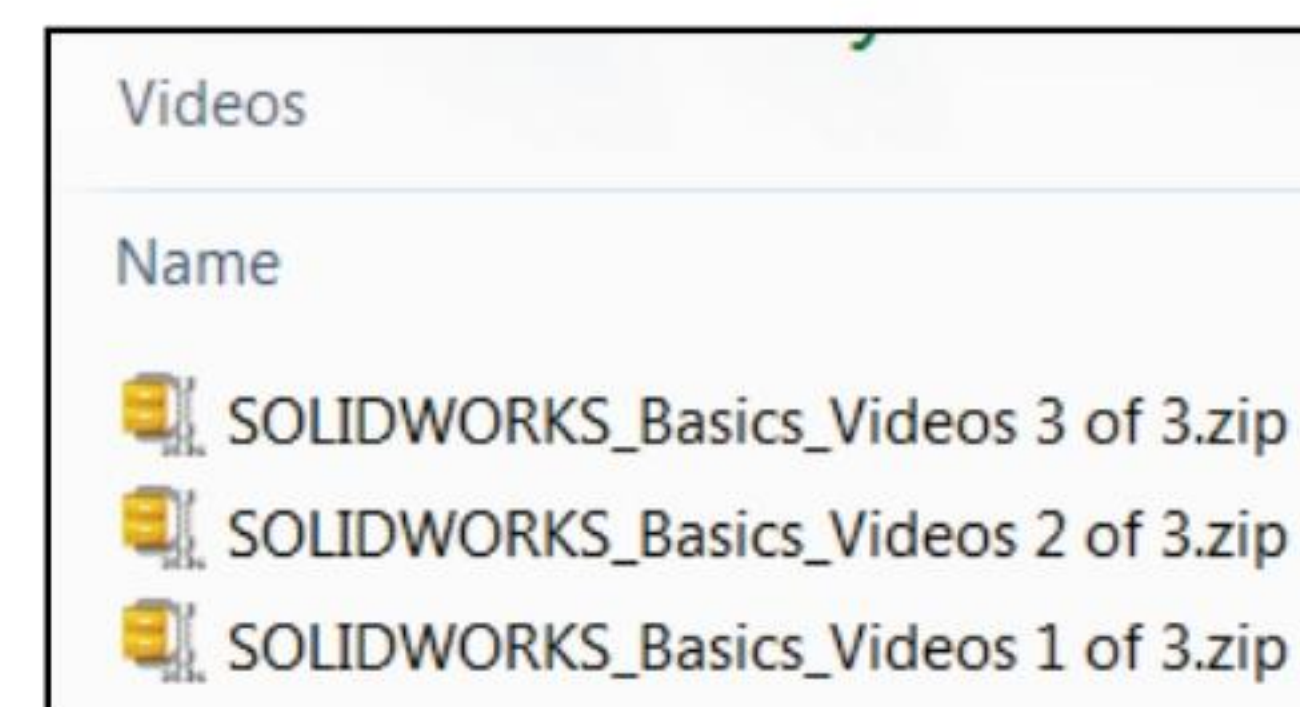 Videos
Name
SOLIDWORKS_Basics_Videos 3 of 3.zip
SOLIDWORKS_Basics_Videos 2 of 3.zip
SOLIDWORKS_Basics_Videos 1 of 3.zip